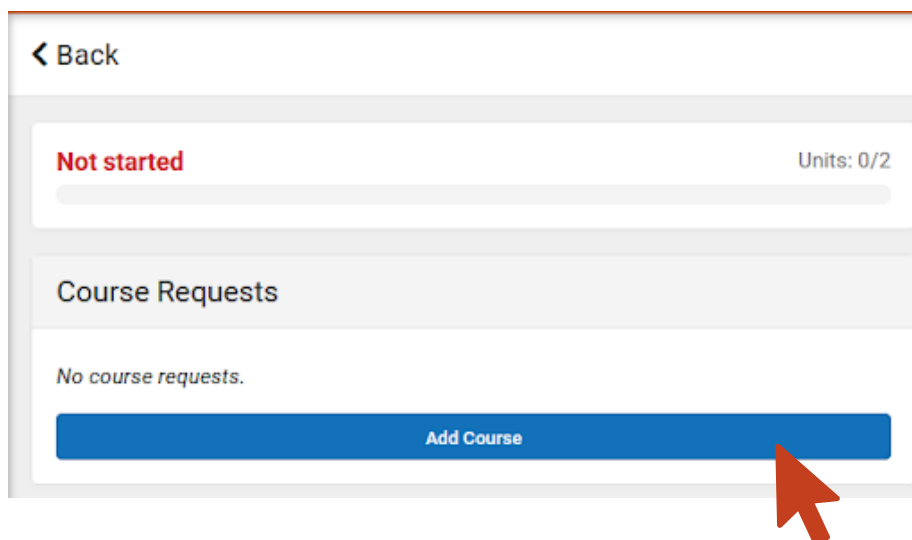 Back
Not started
Units: 0/2
Course Requests
No course requests.
Add Course